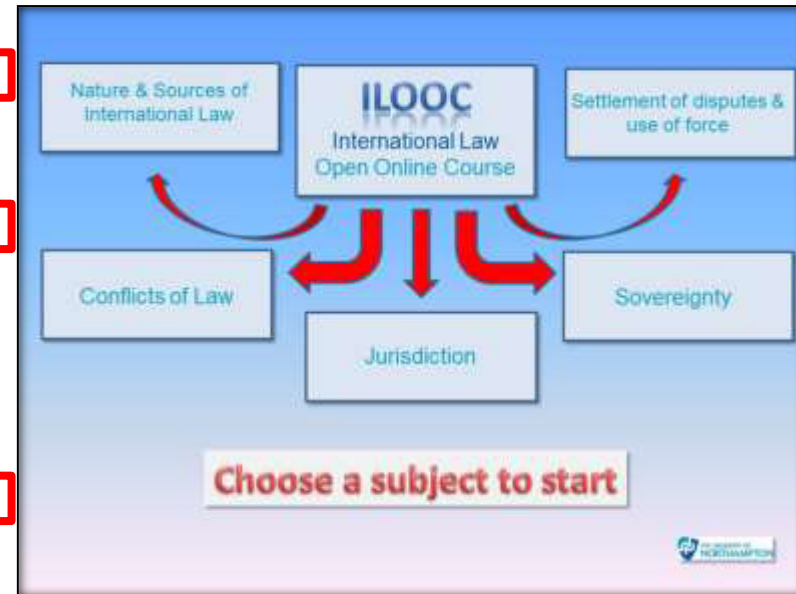 Nature & Sources of
International Law
ILOOC
International Law
Open Online Course
Settlement of disputes &
use of force
Conflicts of Law
Jurisdiction
Sovereignty
Choose a subject to start
NORTHAMPTON